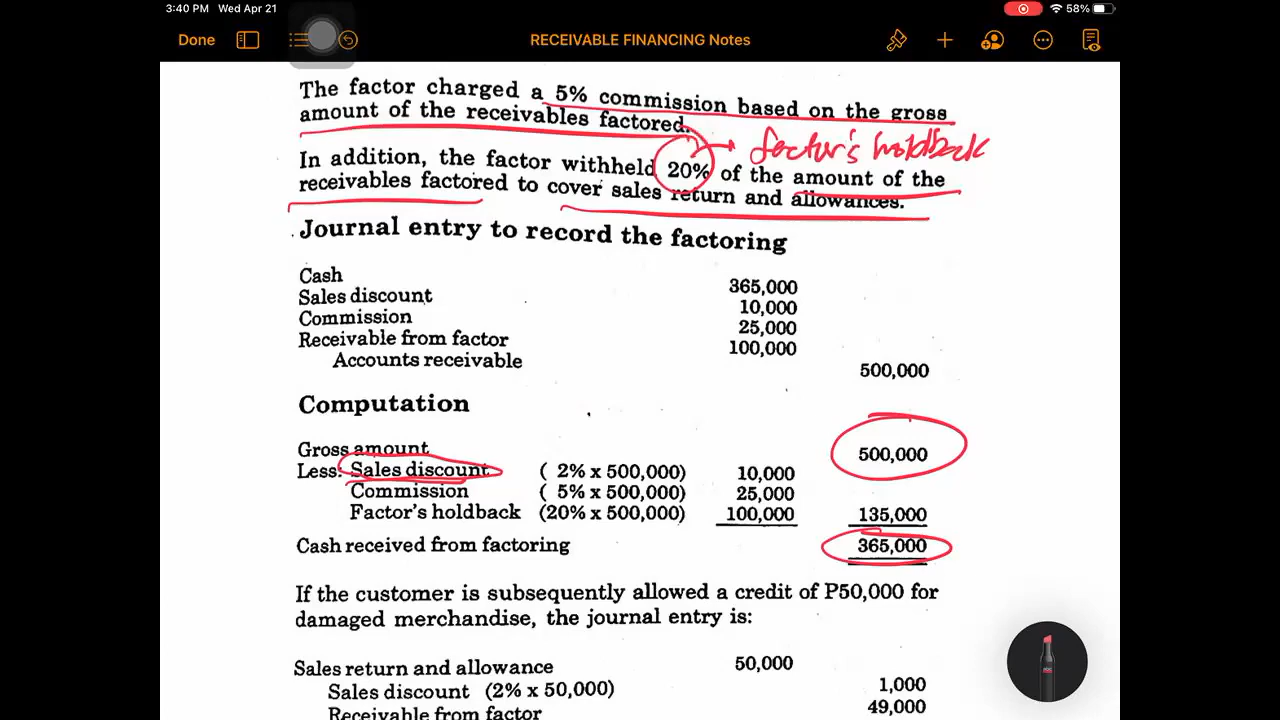 3:40 PM Wed Apr 21
58%
Done
RECEIVABLE FINANCING Notes
The factor charged a 5% commission based on the gross
amount of the receivables factored.
factor's holdback
In addition, the factor withheld 20% of the amount of the
receivables factored to cover sales return and allowances.
Journal entry to record the factoring
Cash 365,000
Sales discount 10,000
Commission 25,000
Receivable from factor 100,000
Accounts receivable 500,000
Computation
Gross amount 500,000
Less: Sales discount ( 2% x 500,000) 10,000
Commission ( 5% x 500,000) 25,000
Factor's holdback (20% x 500,000) 100,000 135,000
Cash received from factoring 365,000
If the customer is subsequently allowed a credit of P50,000 for
damaged merchandise, the journal entry is:
Sales return and allowance 50,000
Sales discount (2% x 50,000) 1,000
Receivable from factor 49,000